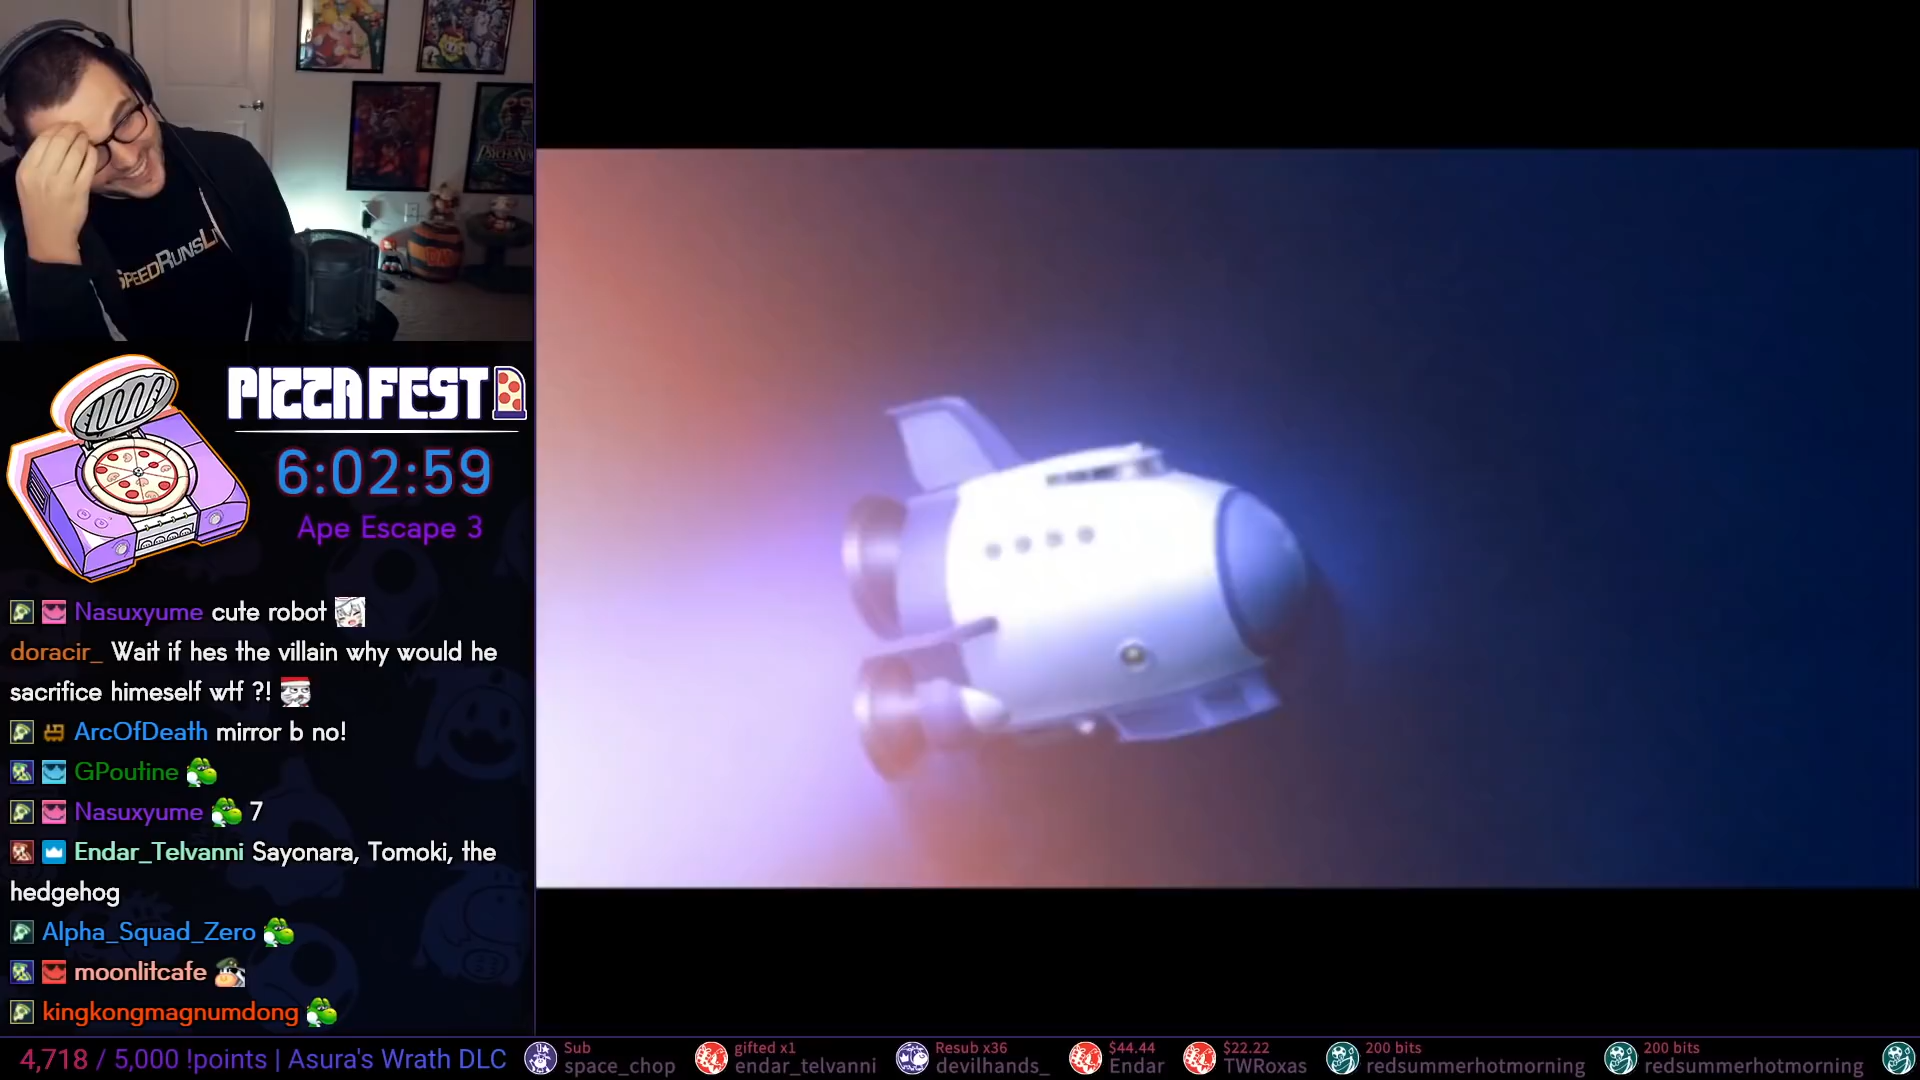 SPEEDRUNSLI
PIZZA FEST
6:02:59
Ape Escape 3
Nasuxyume cute robot
doracir_ Wait if hes the villain why would he
sacrifice himeself wtf ?!
ArcOfDeath mirror b no!
GPoutine
Nasuxyume 7
Endar_Telvanni Sayonara, Tomoki, the
hedgehog
Alpha_Squad_Zero
moonlitcafe
kingkongmagnumdong
4,718 / 5,000 !points | Asura's Wrath DLC
Sub
space_chop
gifted x1
endar_telvanni
Resub x36
devilhands_
$44.44
Endar
$22.22
TWRoxas
200 bits
redsummerhotmorning
200 bits
redsummerhotmorning